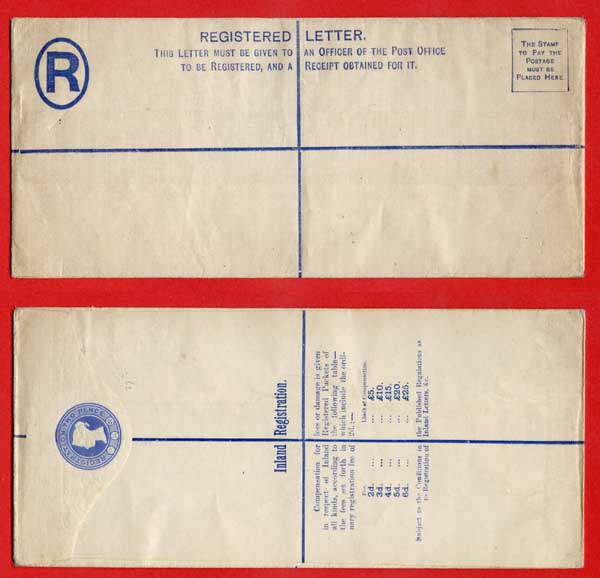 R
REGISTERED LETTER.
THIS LETTER MUST BE GIVEN TO AN OFFICER OF THE POST OFFICE
TO BE REGISTERED, AND A RECEIPT OBTAINED FOR IT.
THE STAMP
TO PAY THE
POSTAGE
MUST BE
PLACED HERE.
REGISTRATION TWO PENCE
Inland Registration.
Compensation for loss or damage is given
in respect of Inland Registered Packets of
all kinds, according to the following table—
the fees set forth in which include the ordi-
nary registration fee of 2d.:—
Fee. Limit of Compensation.
2d. ... ... £5.
3d. ... ... £10.
4d. ... ... £15.
5d. ... ... £20.
6d. ... ... £25.
Subject to the Conditions in the Published Regulations as
to Registration of Inland Letters, &c.